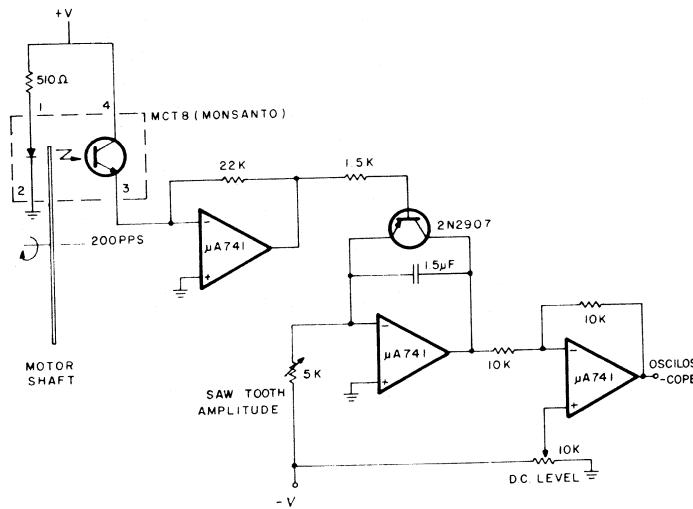 +V
510Ω
1
4
MCT8 (MONSANTO)
2
3
22K
1.5K
2N2907
200PPS
μA741
-
+
1.5μF
10K
MOTOR
SHAFT
SAW TOOTH
AMPLITUDE
5K
-
μA741
+
10K
-
μA741
+
OSCILOS
-COPE
10K
D.C. LEVEL
-V